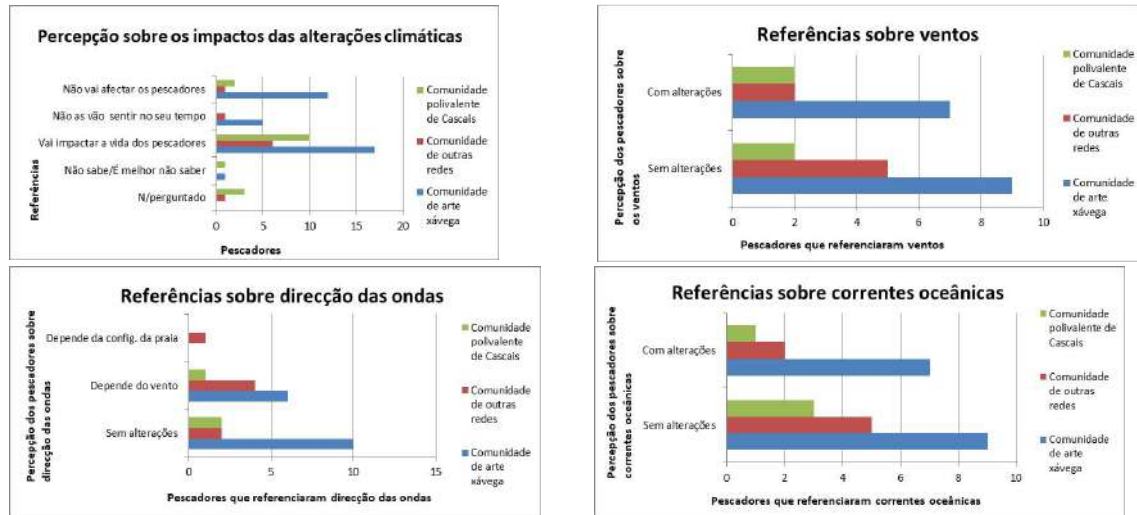 Percepção sobre os impactos das alterações climáticas
Referências
Não vai afectar os pescadores
Não as vão sentir no seu tempo
Vai impactar a vida dos pescadores
Não sabe/É melhor não saber
N/perguntado
0 5 10 15 20
Pescadores
Comunidade
polivalente
de Cascais
Comunidade
de outras
redes
Comunidade
de arte
xávega
Referências sobre ventos
Percepção dos pescadores sobre
os ventos
Com alterações
Sem alterações
0 2 4 6 8 10
Pescadores que referenciaram ventos
Comunidade
polivalente
de Cascais
Comunidade
de outras
redes
Comunidade
de arte
xávega
Referências sobre direcção das ondas
Percepção dos pescadores sobre
direcção das ondas
Depende da config. da praia
Depende do vento
Sem alterações
0 5 10 15
Pescadores que referenciaram direcção das ondas
Comunidade
polivalente
de Cascais
Comunidade
de outras
redes
Comunidade
de arte
xávega
Referências sobre correntes oceânicas
Percepção dos pescadores sobre
correntes oceânicas
Com alterações
Sem alterações
0 2 4 6 8 10
Pescadores que referenciaram correntes oceânicas
Comunidade
polivalente de
Cascais
Comunidade
de outras
redes
Comunidade
de arte
xávega